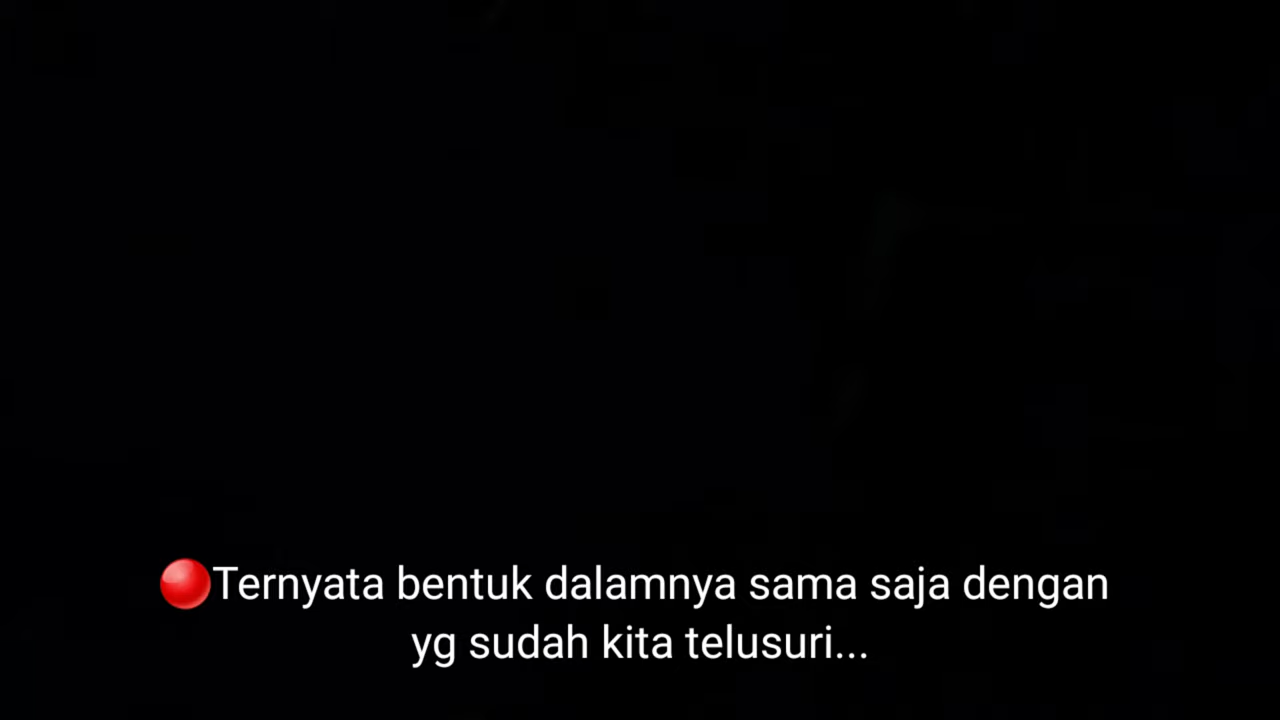 🔴Ternyata bentuk dalamnya sama saja dengan
yg sudah kita telusuri...